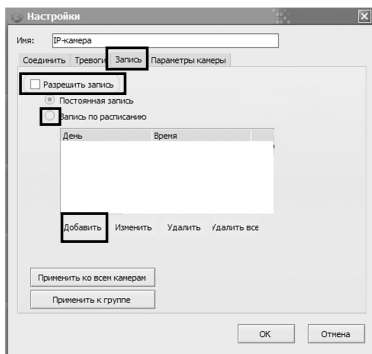 Настройки
Имя: IP-камера
Соединить Тревоги Запись Параметры камеры
Разрешить запись
Постоянная запись
Запись по расписанию
День Время
Добавить Изменить Удалить Удалить все
Применить ко всем камерам
Применить к группе
OK Отмена